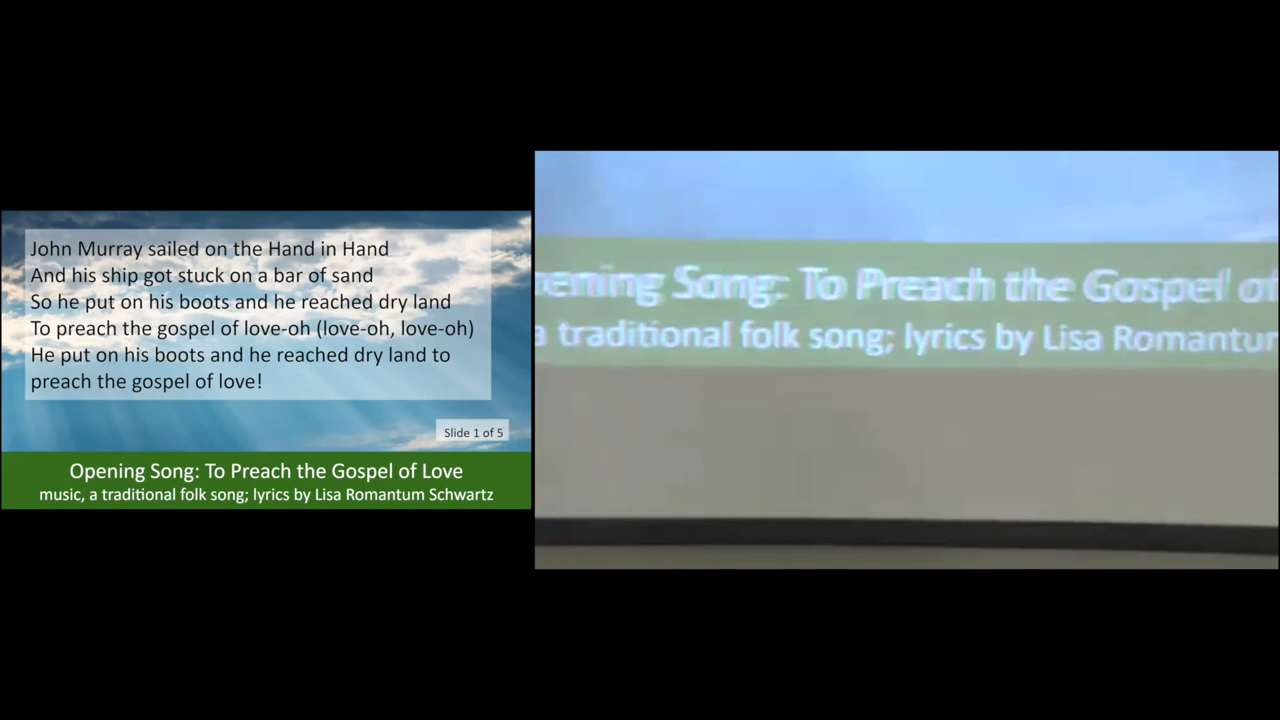 John Murray sailed on the Hand in Hand
And his ship got stuck on a bar of sand
So he put on his boots and he reached dry land
To preach the gospel of love-oh (love-oh, love-oh)
He put on his boots and he reached dry land to
preach the gospel of love!
Slide 1 of 5
Opening Song: To Preach the Gospel of Love
music, a traditional folk song; lyrics by Lisa Romantum Schwartz
pening Song: To Preach the Gospel of
a traditional folk song; lyrics by Lisa Romantum